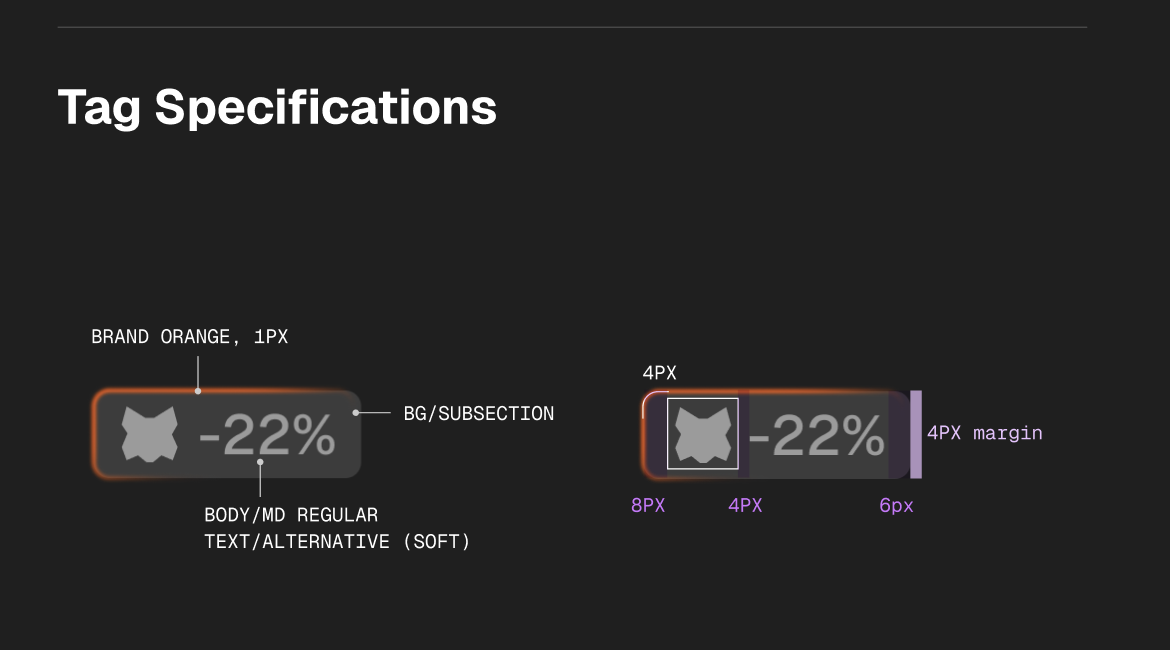 Tag Specifications
BRAND ORANGE, 1PX
-22%
BG/SUBSECTION
BODY/MD REGULAR
TEXT/ALTERNATIVE (SOFT)
4PX
-22%
4PX margin
8PX
4PX
6px